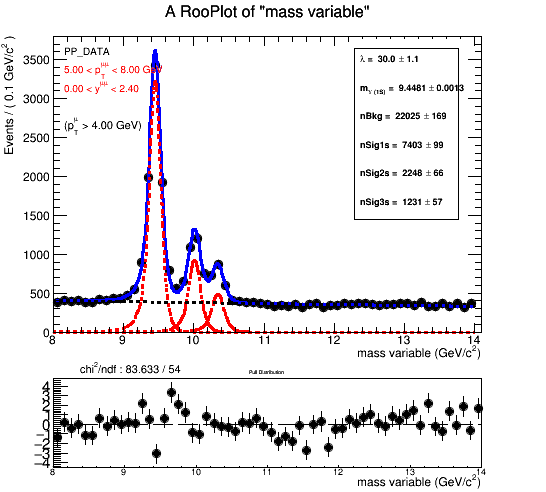 A RooPlot of "mass variable"
Events / ( 0.1 GeV/c² )
3500
3000
2500
2000
1500
1000
500
0
PP_DATA
5.00 < p_T^μμ < 8.00 GeV
0.00 < y^μμ < 2.40
(p_T^μ > 4.00 GeV)
λ = 30.0 ± 1.1
m_Υ (1S) = 9.4481 ± 0.0013
nBkg = 22025 ± 169
nSig1s = 7403 ± 99
nSig2s = 2248 ± 66
nSig3s = 1231 ± 57
8 9 10 11 12 13 14
mass variable (GeV/c²)
chi²/ndf : 83.633 / 54
Pull Distribution
4
3
2
1
0
−1
−2
−3
−4
8 9 10 11 12 13 14
mass variable (GeV/c²)